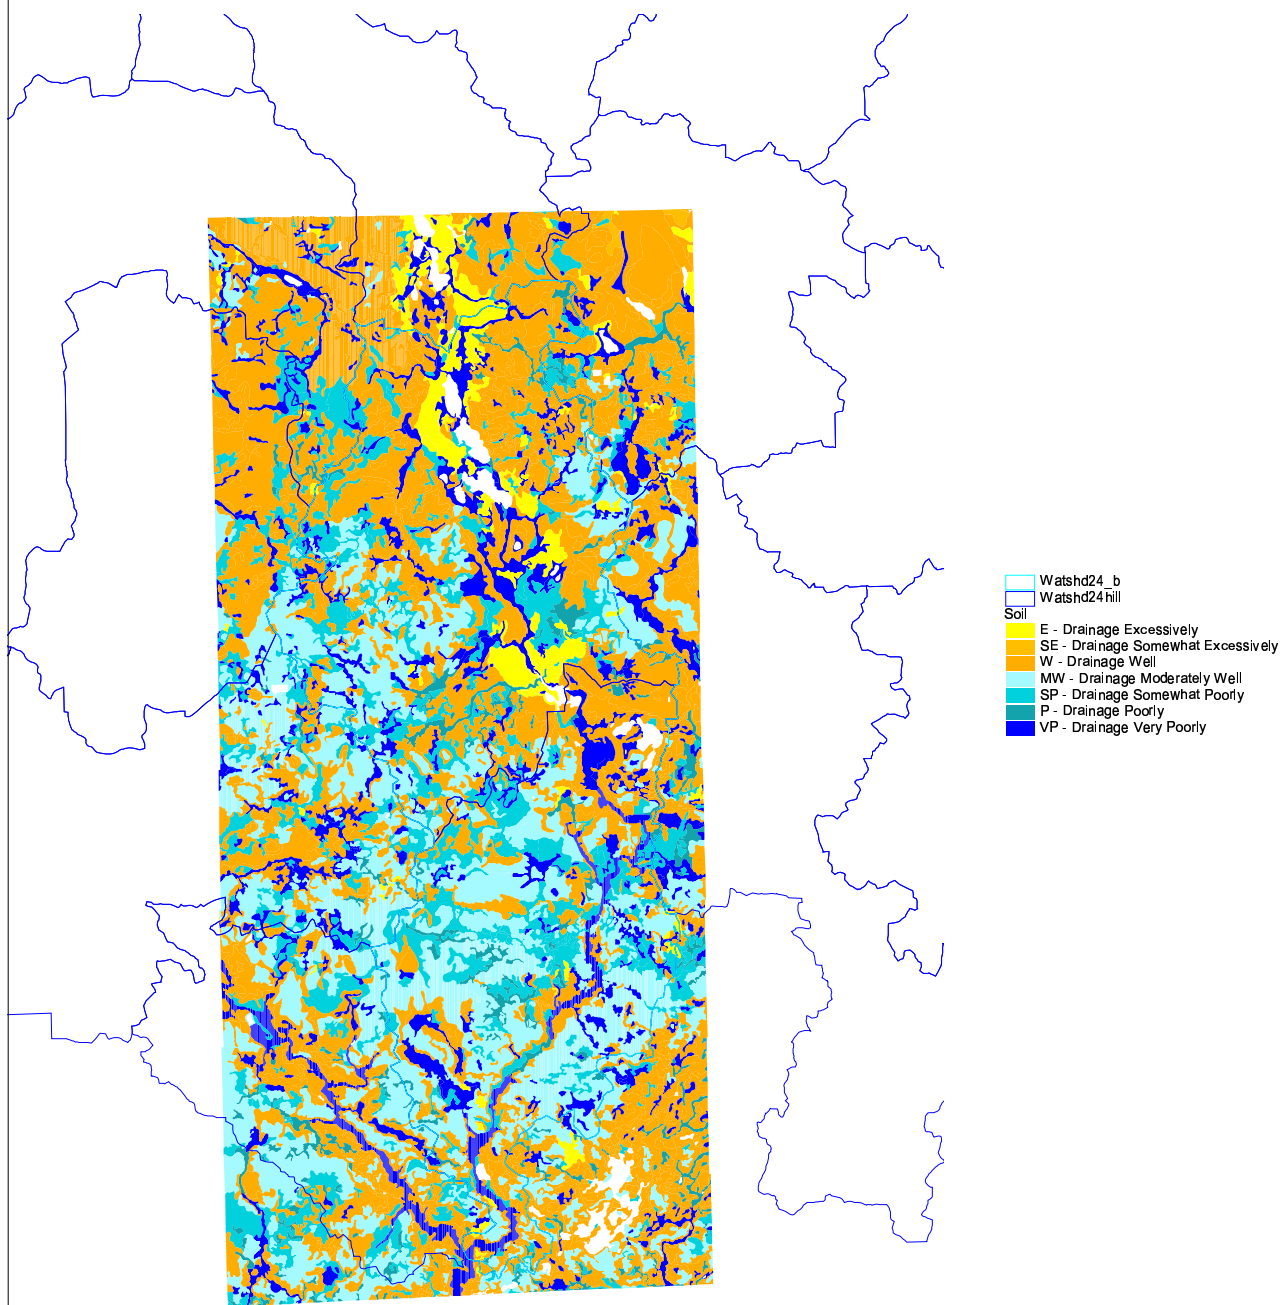 Watshd24_b
Watshd24hill
Soil
E - Drainage Excessively
SE - Drainage Somewhat Excessively
W - Drainage Well
MW - Drainage Moderately Well
SP - Drainage Somewhat Poorly
P - Drainage Poorly
VP - Drainage Very Poorly